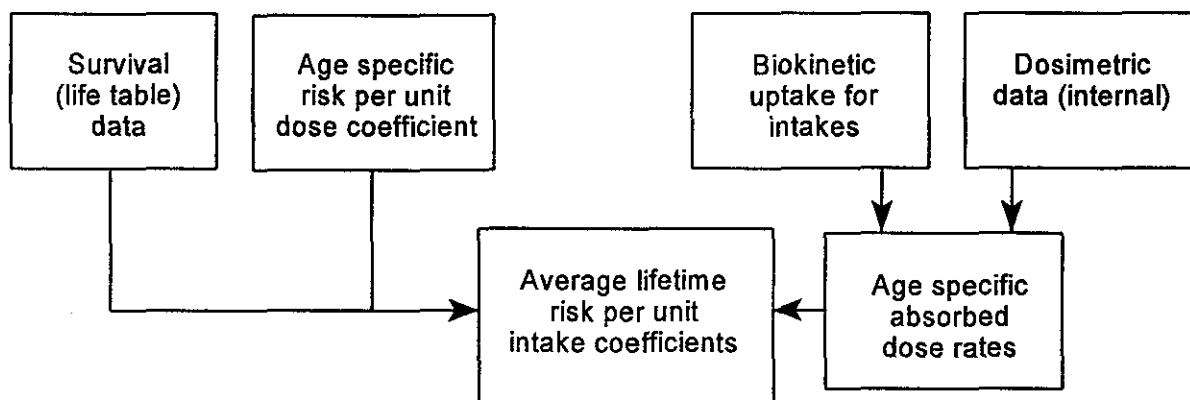 Survival
(life table)
data
Age specific
risk per unit
dose coefficient
Biokinetic
uptake for
intakes
Dosimetric
data (internal)
Average lifetime
risk per unit
intake coefficients
Age specific
absorbed
dose rates